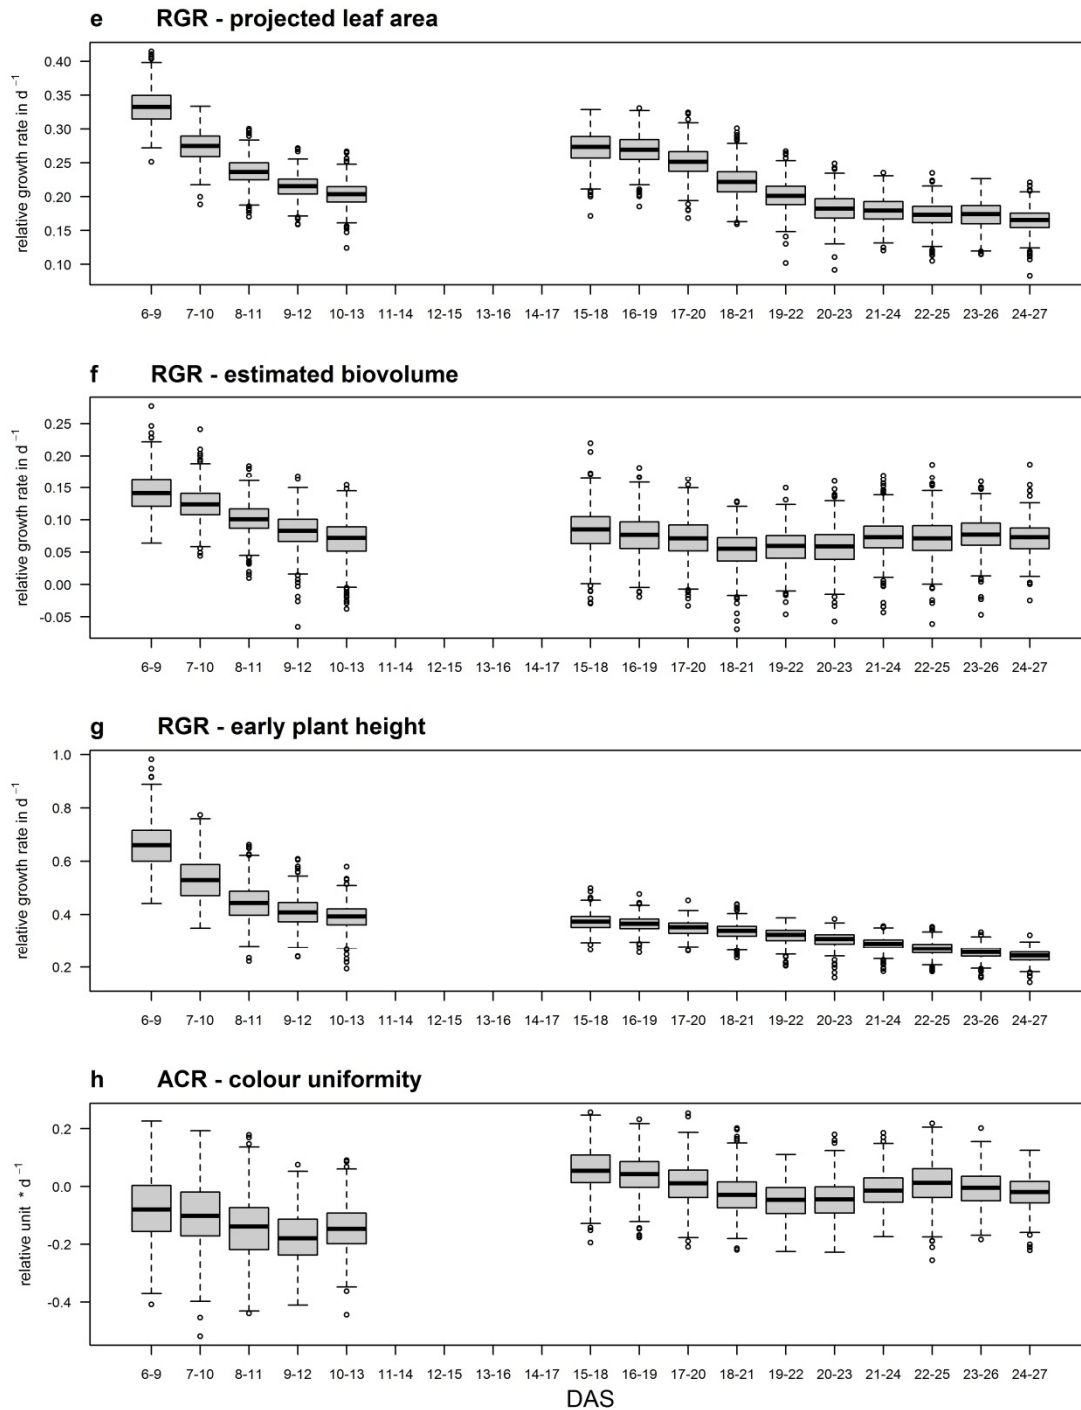 e RGR - projected leaf area
relative growth rate in d⁻¹
0.40
0.35
0.30
0.25
0.20
0.15
0.10
6-9 7-10 8-11 9-12 10-13 11-14 12-15 13-16 14-17 15-18 16-19 17-20 18-21 19-22 20-23 21-24 22-25 23-26 24-27
f RGR - estimated biovolume
relative growth rate in d⁻¹
0.25
0.20
0.15
0.10
0.05
0.00
-0.05
6-9 7-10 8-11 9-12 10-13 11-14 12-15 13-16 14-17 15-18 16-19 17-20 18-21 19-22 20-23 21-24 22-25 23-26 24-27
g RGR - early plant height
relative growth rate in d⁻¹
1.0
0.8
0.6
0.4
0.2
6-9 7-10 8-11 9-12 10-13 11-14 12-15 13-16 14-17 15-18 16-19 17-20 18-21 19-22 20-23 21-24 22-25 23-26 24-27
h ACR - colour uniformity
relative unit * d⁻¹
0.2
0.0
-0.2
-0.4
6-9 7-10 8-11 9-12 10-13 11-14 12-15 13-16 14-17 15-18 16-19 17-20 18-21 19-22 20-23 21-24 22-25 23-26 24-27
DAS